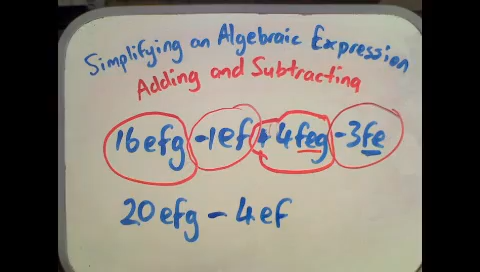 Simplifying an Algebraic Expression
Adding and Subtracting
16efg -1ef + 4feg -3fe
20efg - 4ef